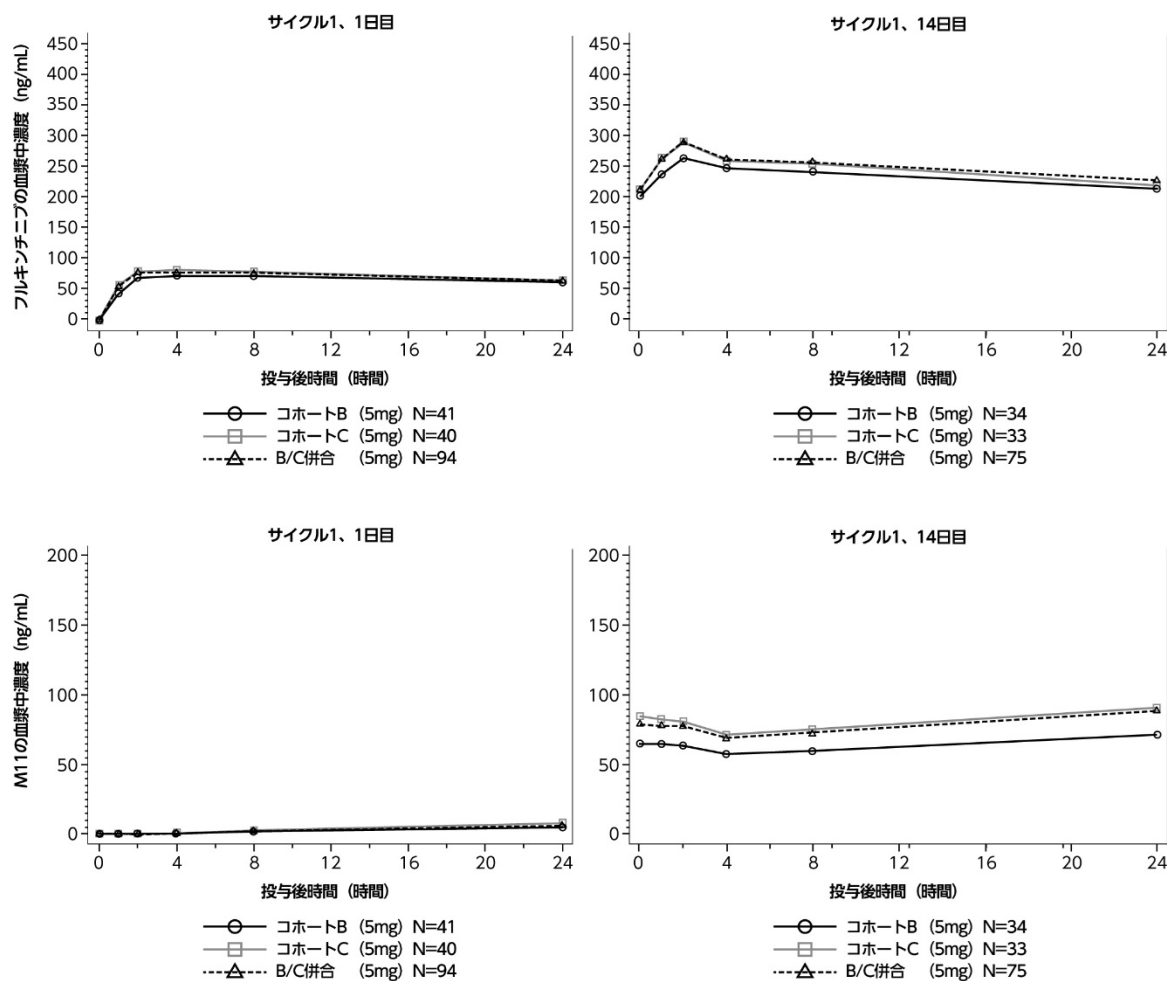 サイクル1、1日目
フルキンチニブの血漿中濃度(ng/mL)
450
400
350
300
250
200
150
100
50
0
0 4 8 12 16 20 24
投与後時間(時間)
コホートB (5mg) N=41
コホートC (5mg) N=40
B/C併合 (5mg) N=94
サイクル1、14日目
450
400
350
300
250
200
150
100
50
0
0 4 8 12 16 20 24
投与後時間(時間)
コホートB (5mg) N=34
コホートC (5mg) N=33
B/C併合 (5mg) N=75
サイクル1、1日目
M11の血漿中濃度(ng/mL)
200
150
100
50
0
0 4 8 12 16 20 24
投与後時間(時間)
コホートB (5mg) N=41
コホートC (5mg) N=40
B/C併合 (5mg) N=94
サイクル1、14日目
200
150
100
50
0
0 4 8 12 16 20 24
投与後時間(時間)
コホートB (5mg) N=34
コホートC (5mg) N=33
B/C併合 (5mg) N=75